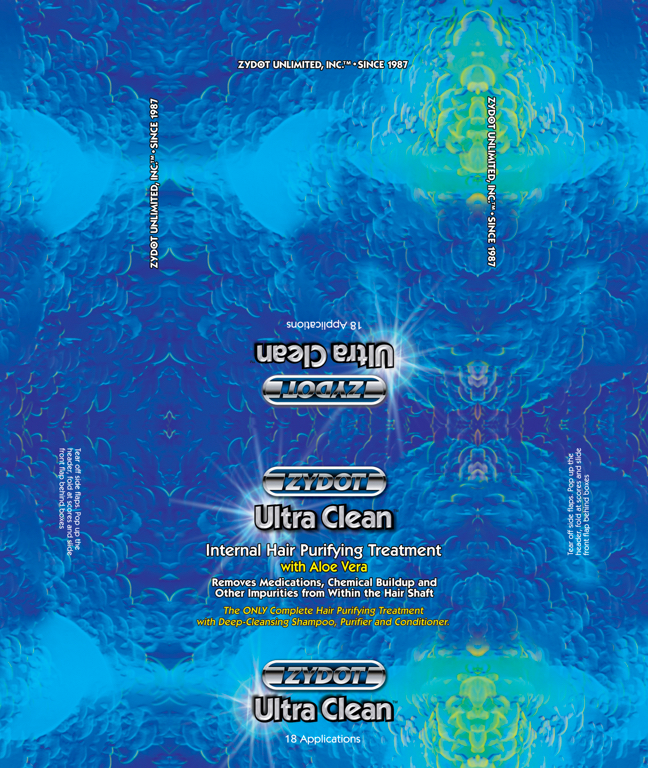 ZYDOT UNLIMITED, INC.™ • SINCE 1987
ZYDOT UNLIMITED, INC.™ • SINCE 1987
ZYDOT UNLIMITED, INC.™ • SINCE 1987
18 Applications
Ultra Clean
ZYDOT
Tear off side flaps. Pop up the
header, fold at scores and slide
front flap behind boxes
Tear off side flaps. Pop up the
header, fold at scores and slide
front flap behind boxes
ZYDOT
Ultra Clean
Internal Hair Purifying Treatment
with Aloe Vera
Removes Medications, Chemical Buildup and
Other Impurities from Within the Hair Shaft
The ONLY Complete Hair Purifying Treatment
with Deep-Cleansing Shampoo, Purifier and Conditioner.
ZYDOT
Ultra Clean
18 Applications